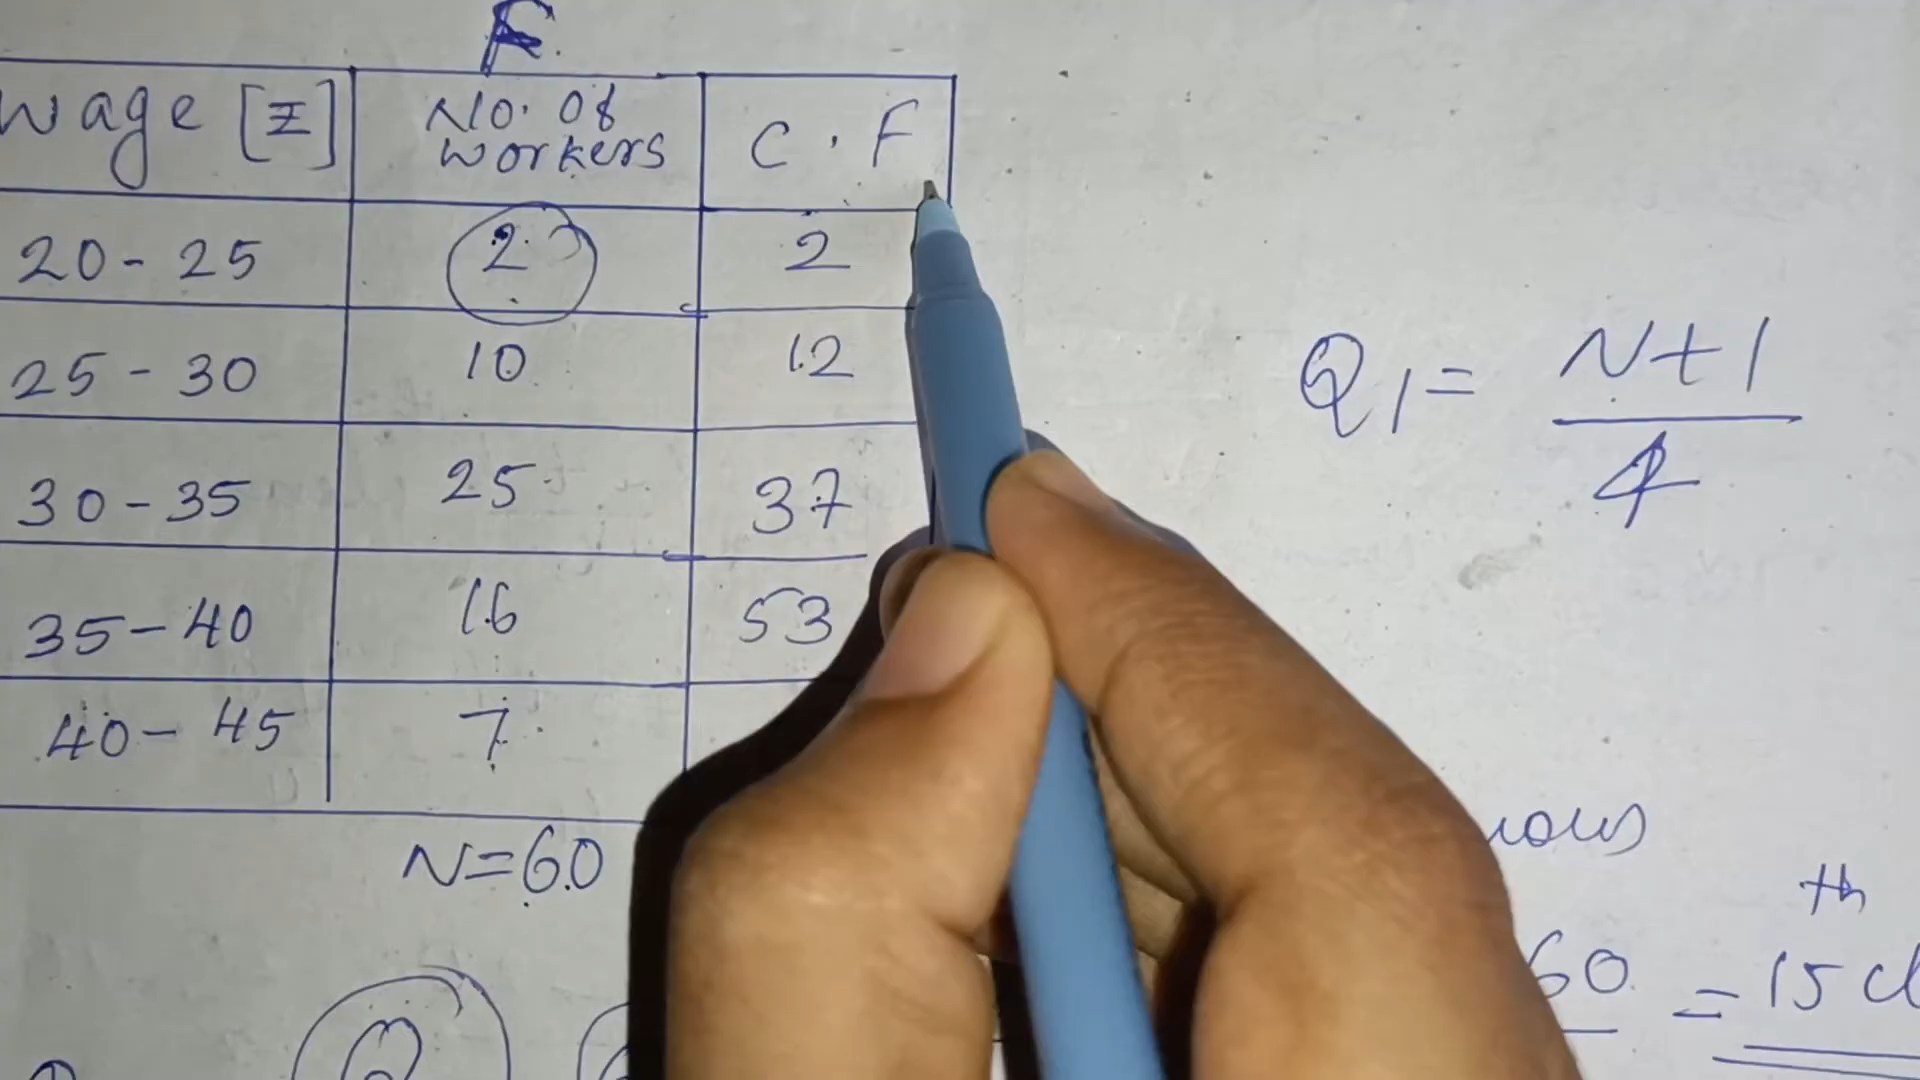 F.
Wage [₹] No. Of workers C.F
20-25 2 2
25-30 10 12
30-35 25 37
35-40 16 53
40-45 7
N=60
Q1= N+1
4
60 = 15
th